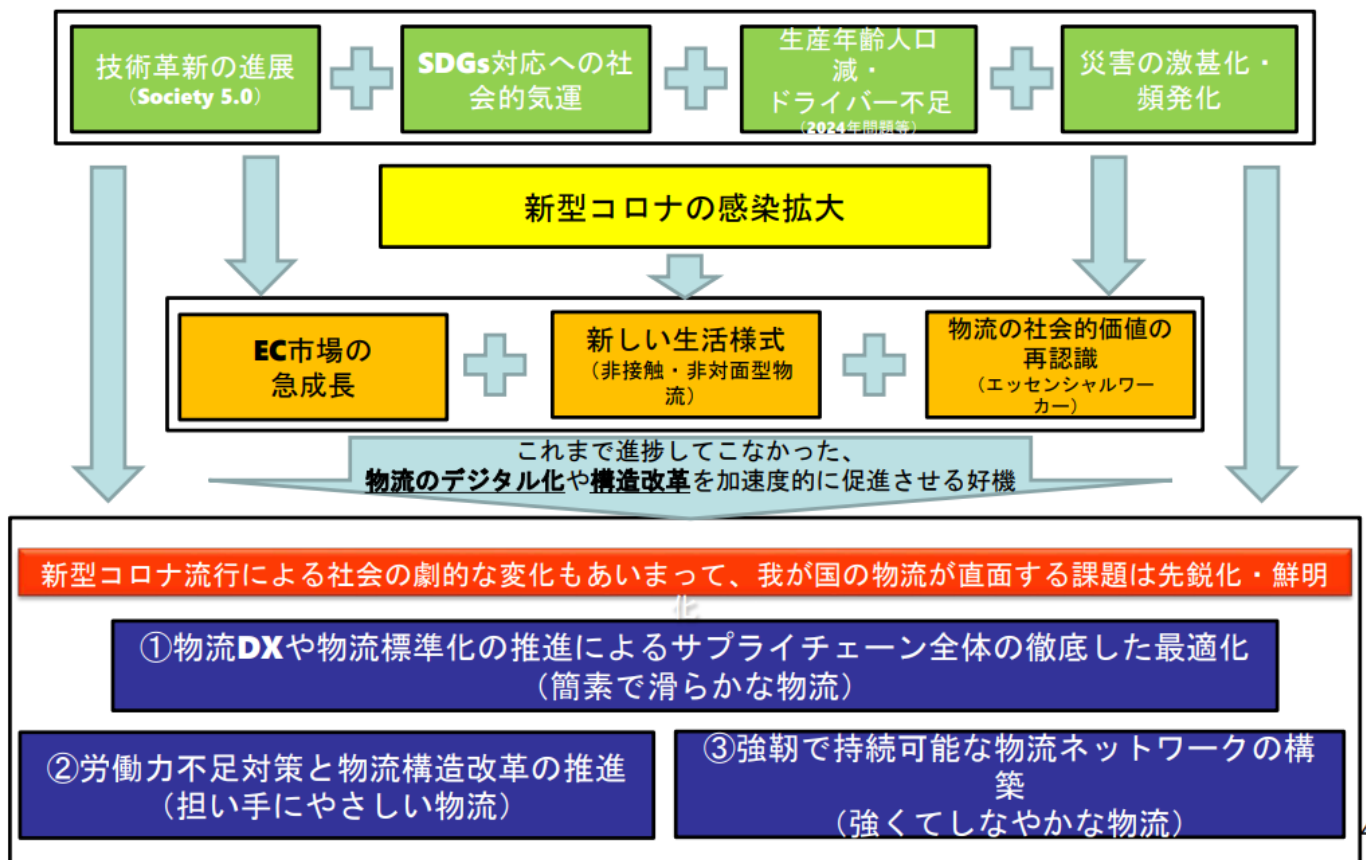 技術革新の進展
（Society 5.0）
SDGs対応への社
会的気運
生産年齢人口
減・
ドライバー不足
（2024年問題等）
災害の激甚化・
頻発化
新型コロナの感染拡大
EC市場の
急成長
新しい生活様式
（非接触・非対面型物
流）
物流の社会的価値の
再認識
（エッセンシャルワー
カー）
これまで進捗してこなかった、
物流のデジタル化や構造改革を加速度的に促進させる好機
新型コロナ流行による社会の劇的な変化もあいまって、我が国の物流が直面する課題は先鋭化・鮮明
化
①物流DXや物流標準化の推進によるサプライチェーン全体の徹底した最適化
（簡素で滑らかな物流）
②労働力不足対策と物流構造改革の推進
（担い手にやさしい物流）
③強靭で持続可能な物流ネットワークの構
築
（強くてしなやかな物流）
4